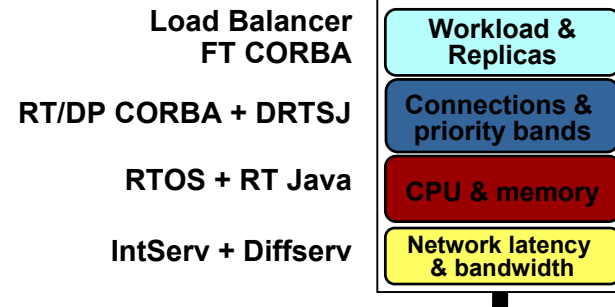 Load Balancer
FT CORBA
Workload &
Replicas
RT/DP CORBA + DRTSJ
Connections &
priority bands
RTOS + RT Java
CPU & memory
IntServ + Diffserv
Network latency
& bandwidth